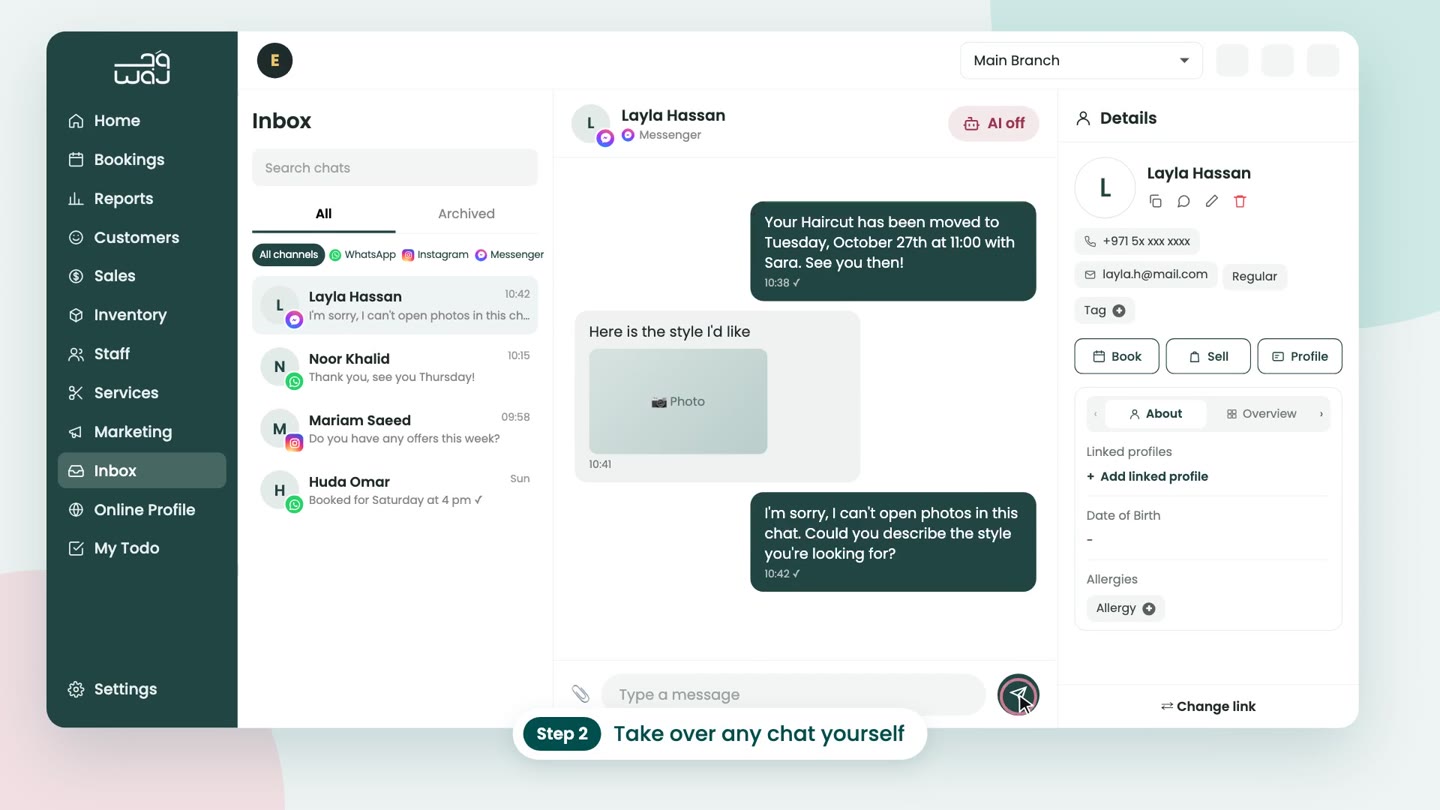 لـ قـ واجـ
Home
Bookings
Reports
Customers
Sales
Inventory
Staff
Services
Marketing
Inbox
Online Profile
My Todo
Settings
E
Main Branch
Inbox
Search chats
All
Archived
All channels
WhatsApp
Instagram
Messenger
L
Layla Hassan
10:42
I'm sorry, I can't open photos in this ch...
N
Noor Khalid
10:15
Thank you, see you Thursday!
M
Mariam Saeed
09:58
Do you have any offers this week?
H
Huda Omar
Sun
Booked for Saturday at 4 pm ✓
L
Layla Hassan
Messenger
AI off
Your Haircut has been moved to
Tuesday, October 27th at 11:00 with
Sara. See you then!
10:38 ✓
Here is the style I'd like
📷 Photo
10:41
I'm sorry, I can't open photos in this
chat. Could you describe the style
you're looking for?
10:42 ✓
Type a message
Details
L
Layla Hassan
+971 5x xxx xxxx
layla.h@mail.com
Regular
Tag
Book
Sell
Profile
‹
About
Overview
›
Linked profiles
+ Add linked profile
Date of Birth
-
Allergies
Allergy
Change link
Step 2
Take over any chat yourself